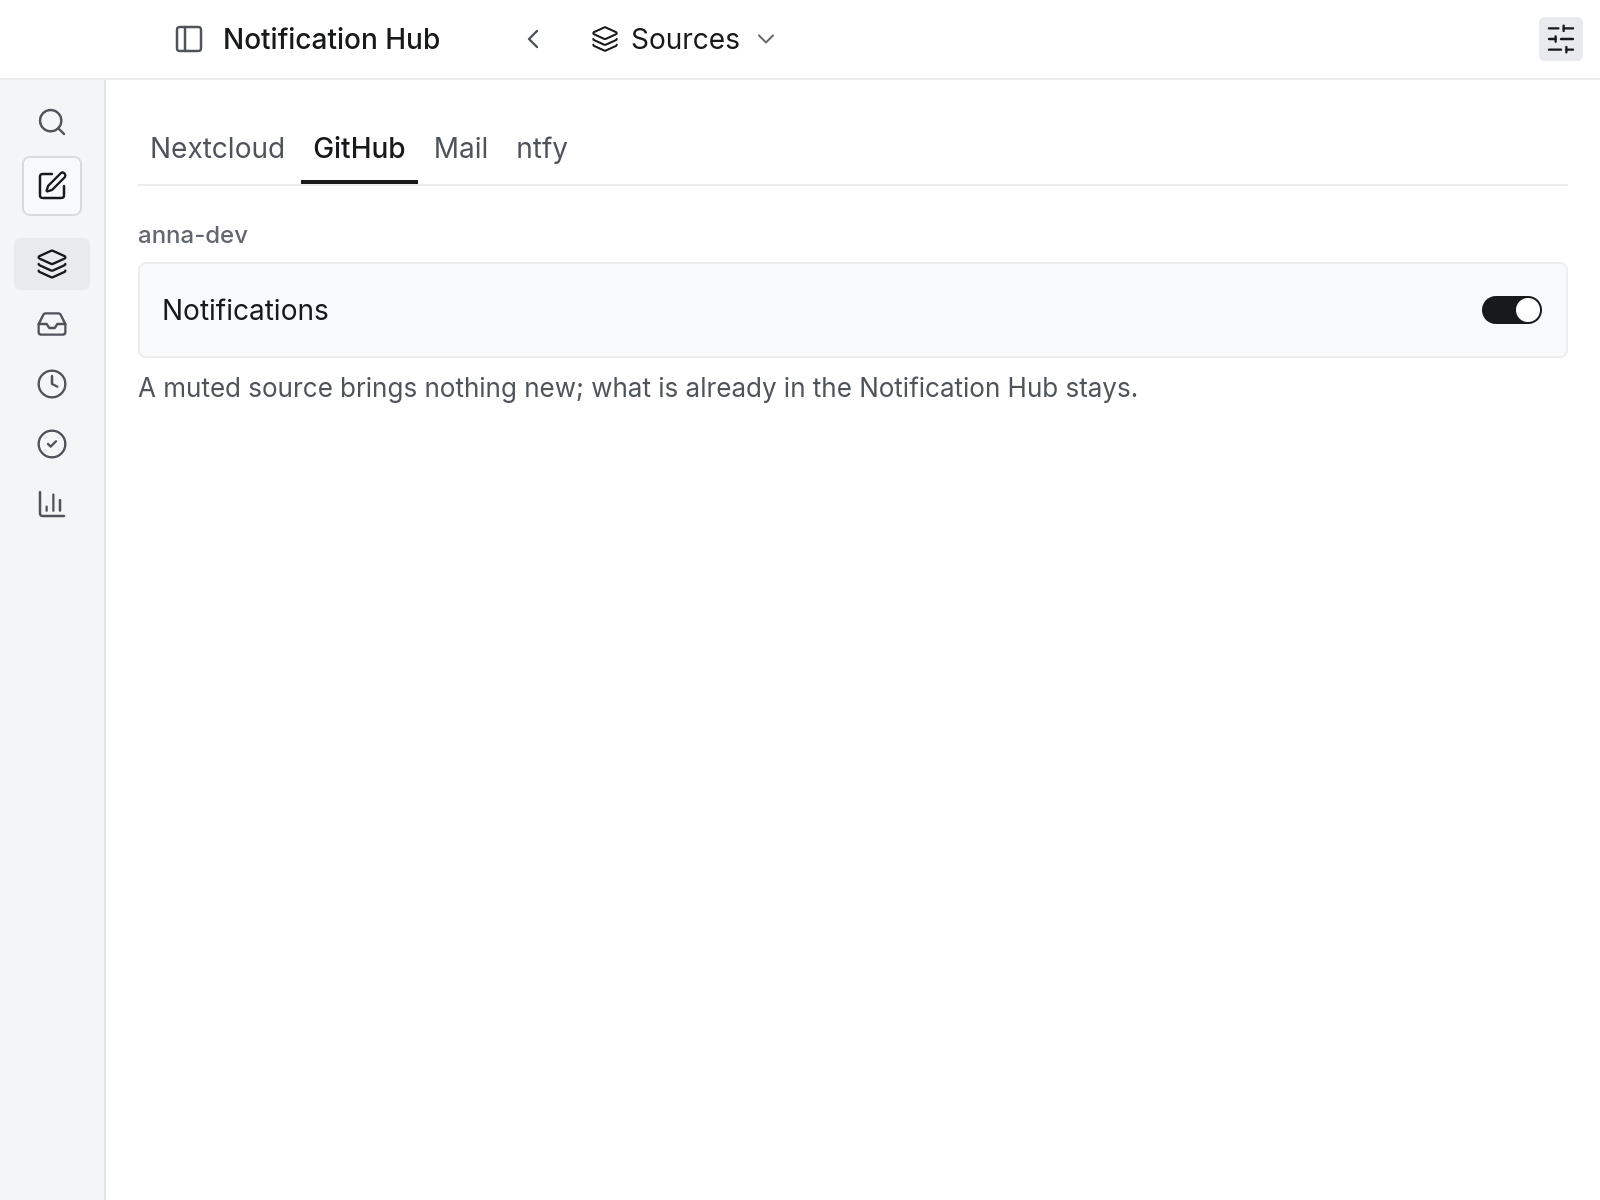 Notification Hub
Sources
Nextcloud GitHub Mail ntfy
anna-dev
Notifications
A muted source brings nothing new; what is already in the Notification Hub stays.